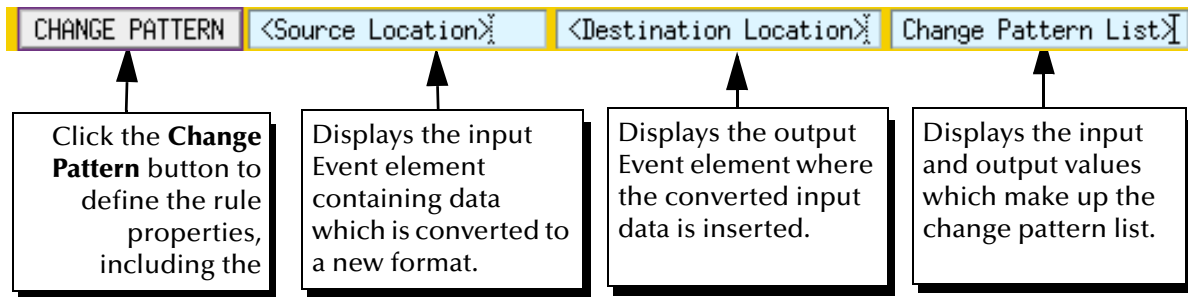 CHANGE PATTERN <Source Location> <Destination Location> Change Pattern List>
Click the Change
Pattern button to
define the rule
properties,
including the
Displays the input
Event element
containing data
which is converted to
a new format.
Displays the output
Event element where
the converted input
data is inserted.
Displays the input
and output values
which make up the
change pattern list.